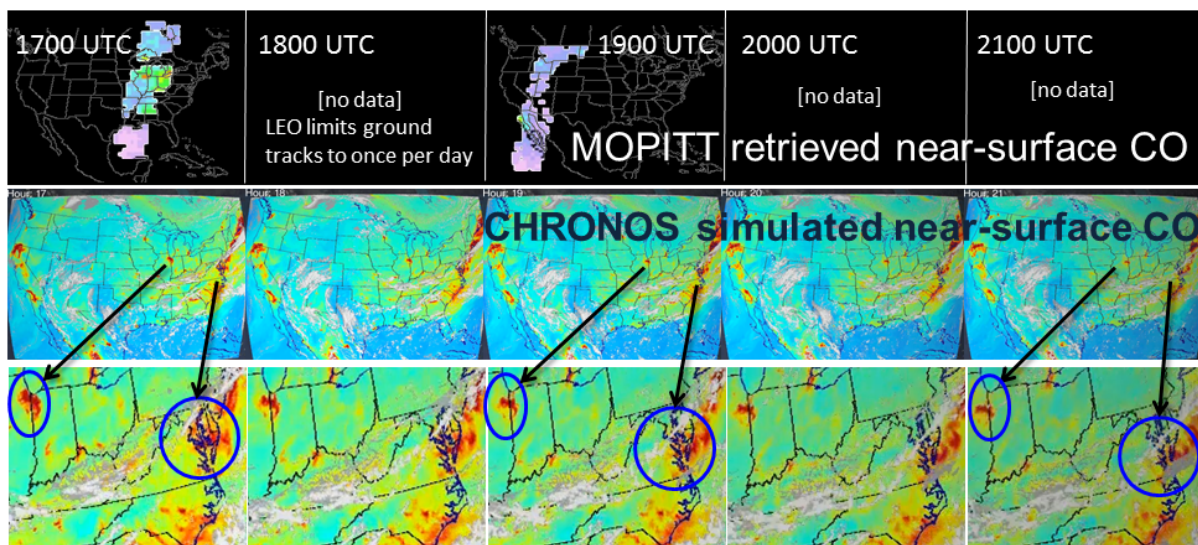 1700 UTC
1800 UTC
1900 UTC
2000 UTC
2100 UTC
[no data]
LEO limits ground
tracks to once per day
[no data]
[no data]
MOPITT retrieved near-surface CO
Hour: 17
Hour: 18
Hour: 19
Hour: 20
Hour: 21
CHRONOS simulated near-surface CO